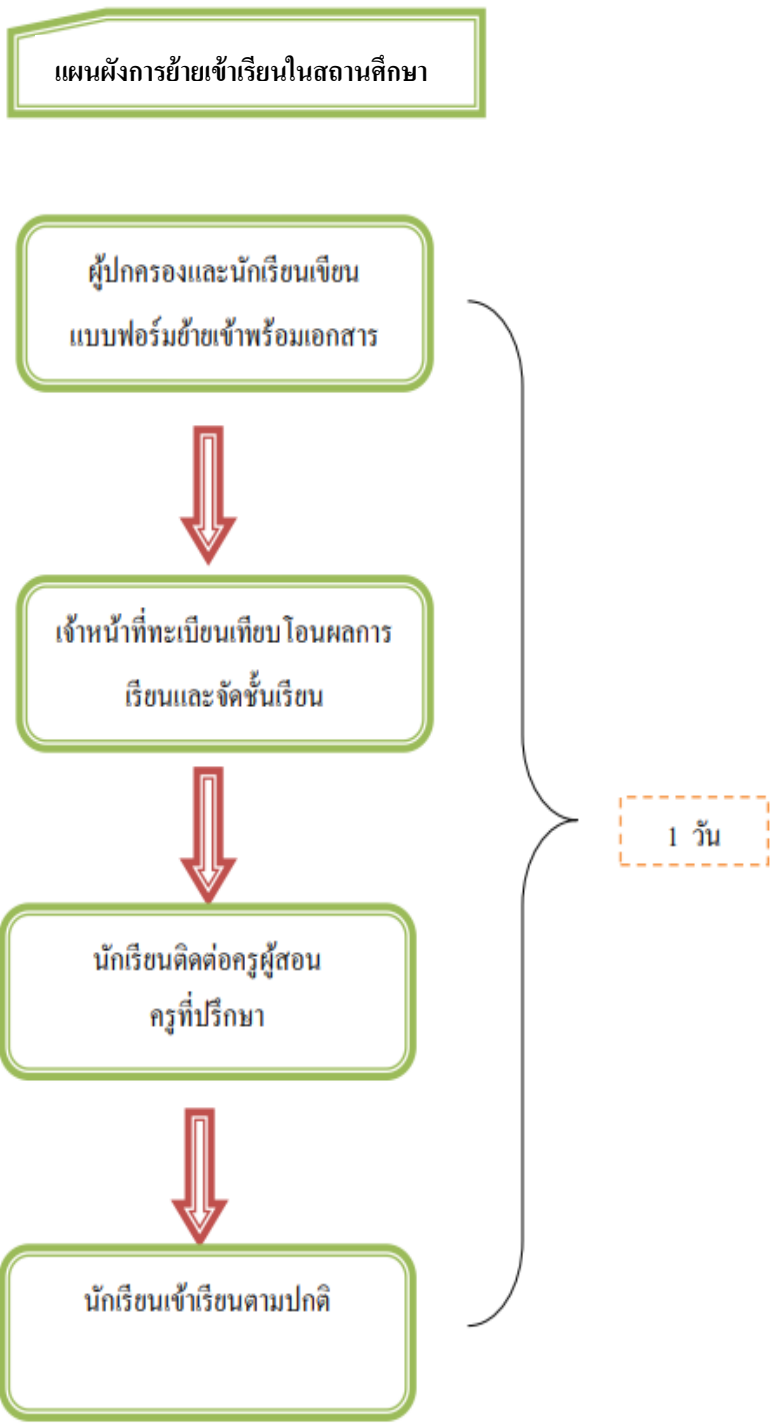 แผนผังการย้ายเข้าเรียนในสถานศึกษา
ผู้ปกครองและนักเรียนเขียน
แบบฟอร์มย้ายเข้าพร้อมเอกสาร
เจ้าหน้าที่ทะเบียนเทียบโอนผลการ
เรียนและจัดชั้นเรียน
นักเรียนติดต่อครูผู้สอน
ครูที่ปรึกษา
นักเรียนเข้าเรียนตามปกติ
1 วัน